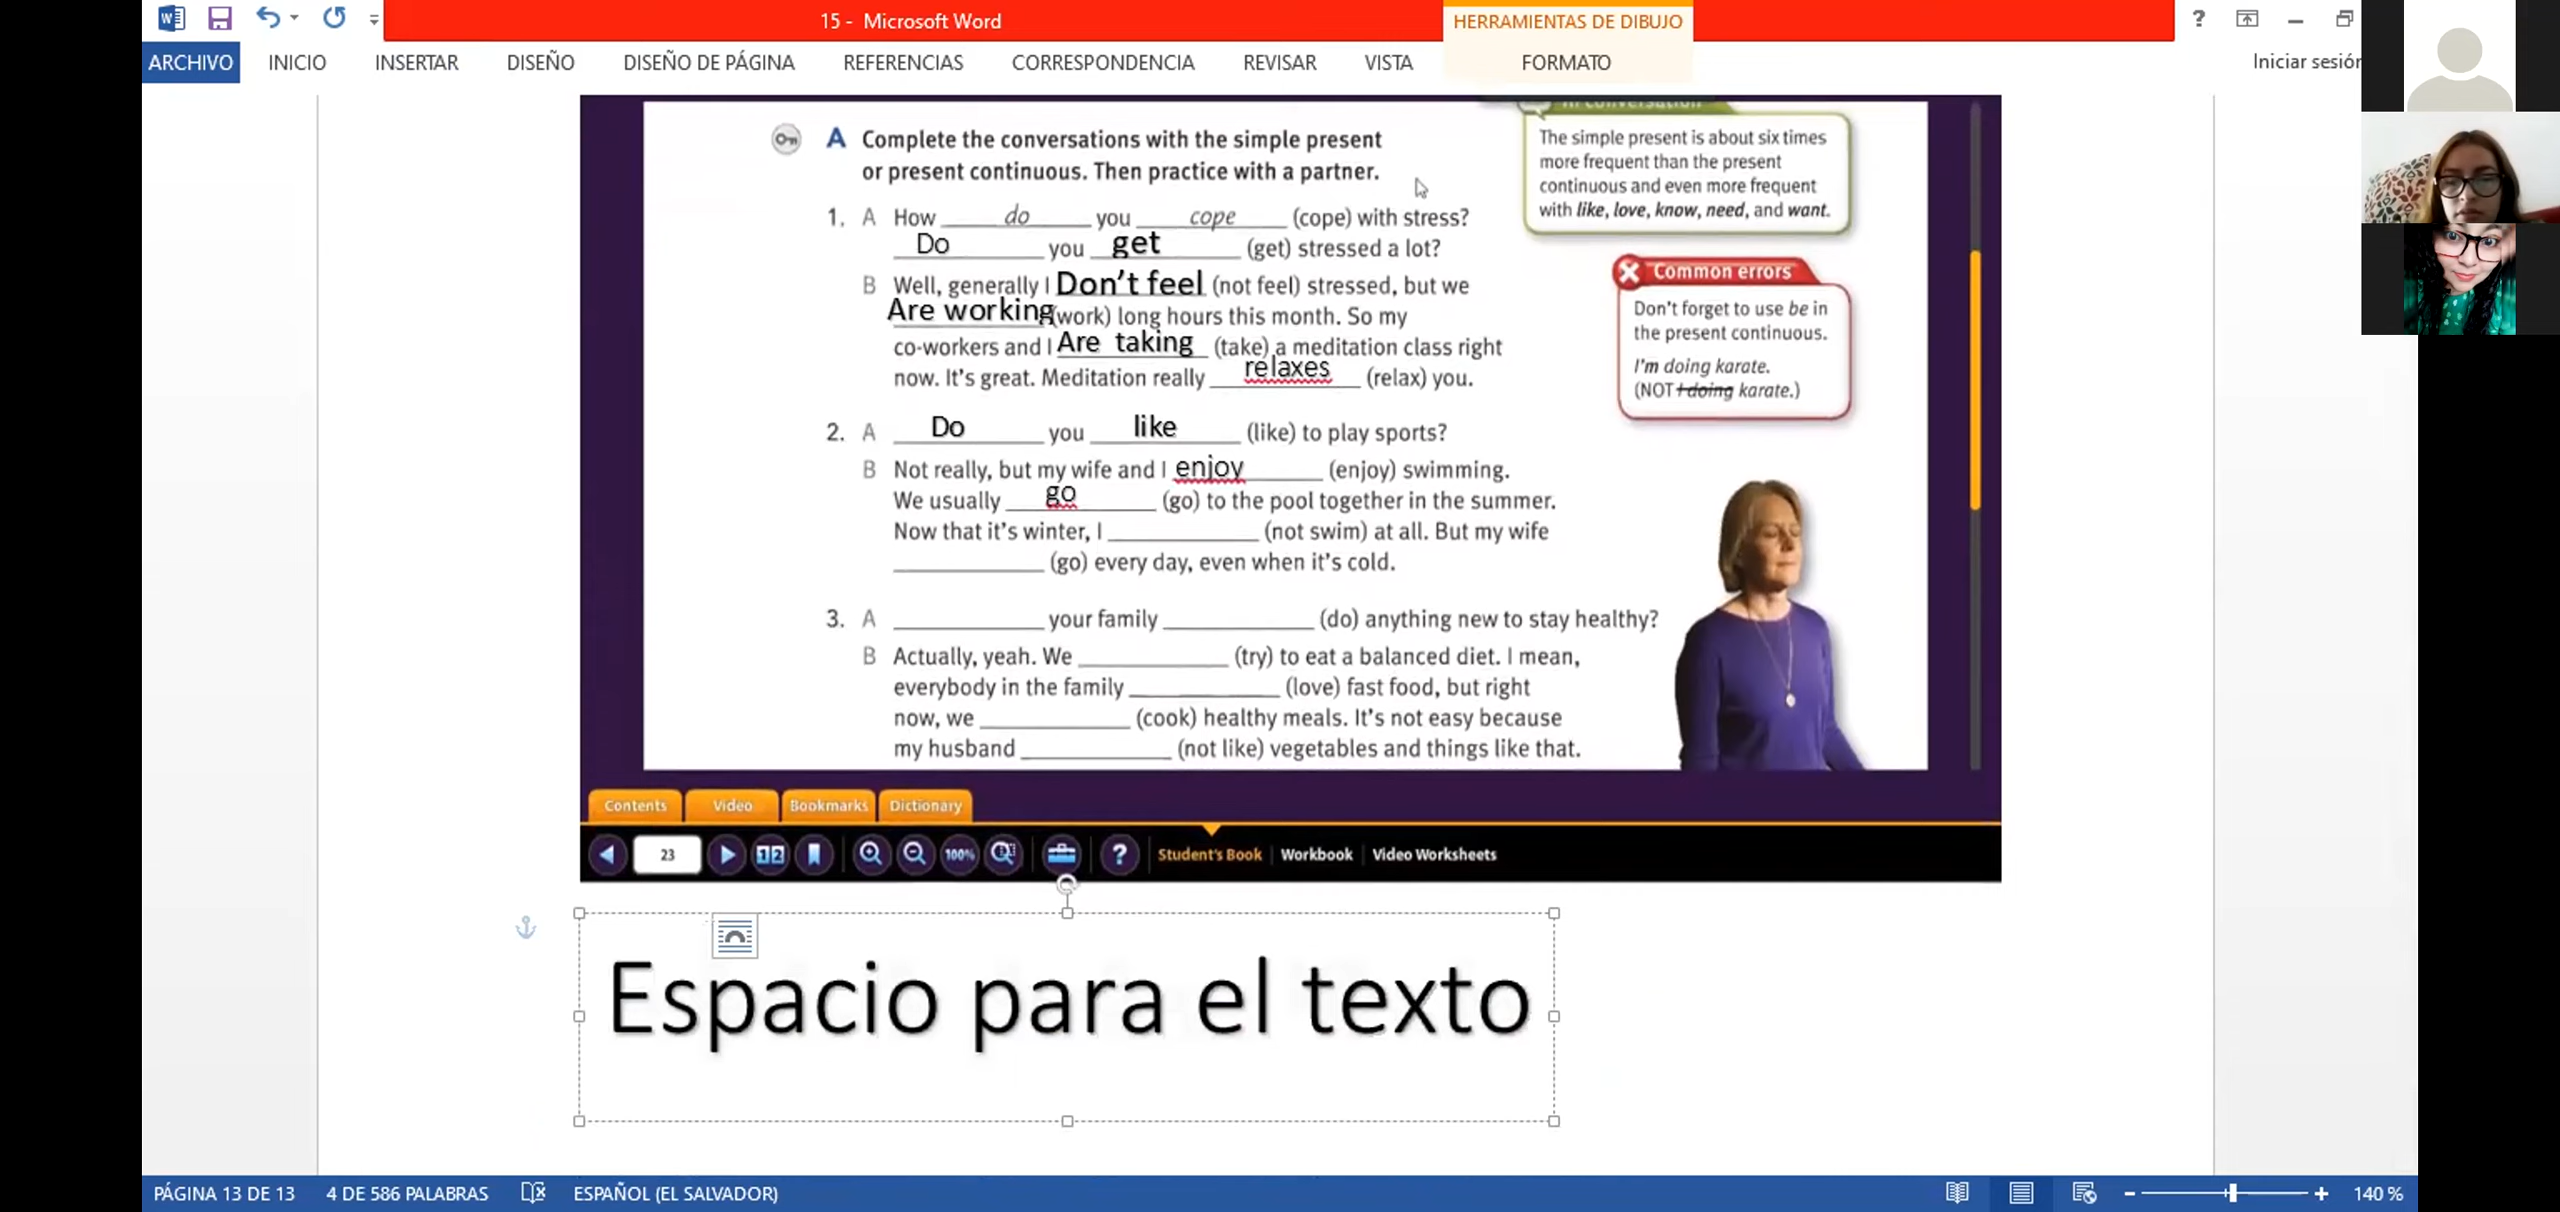 15 - Microsoft Word
HERRAMIENTAS DE DIBUJO
ARCHIVO INICIO INSERTAR DISEÑO DISEÑO DE PÁGINA REFERENCIAS CORRESPONDENCIA REVISAR VISTA FORMATO
Iniciar sesión
In conversation
The simple present is about six times
more frequent than the present
continuous and even more frequent
with like, love, know, need, and want.
Common errors
Don't forget to use be in
the present continuous.
I'm doing karate.
(NOT I doing karate.)
A Complete the conversations with the simple present
or present continuous. Then practice with a partner.
1. A How do you cope (cope) with stress?
Do you get (get) stressed a lot?
B Well, generally I Don't feel (not feel) stressed, but we
Are working (work) long hours this month. So my
co-workers and I Are taking (take) a meditation class right
now. It's great. Meditation really relaxes (relax) you.
2. A Do you like (like) to play sports?
B Not really, but my wife and I enjoy (enjoy) swimming.
We usually go (go) to the pool together in the summer.
Now that it's winter, I ____________ (not swim) at all. But my wife
____________ (go) every day, even when it's cold.
3. A ____________ your family ____________ (do) anything new to stay healthy?
B Actually, yeah. We ____________ (try) to eat a balanced diet. I mean,
everybody in the family ____________ (love) fast food, but right
now, we ____________ (cook) healthy meals. It's not easy because
my husband ____________ (not like) vegetables and things like that.
Contents Video Bookmarks Dictionary
23 12 100% ? Student's Book Workbook Video Worksheets
Espacio para el texto
PÁGINA 13 DE 13 4 DE 586 PALABRAS ESPAÑOL (EL SALVADOR) 140 %